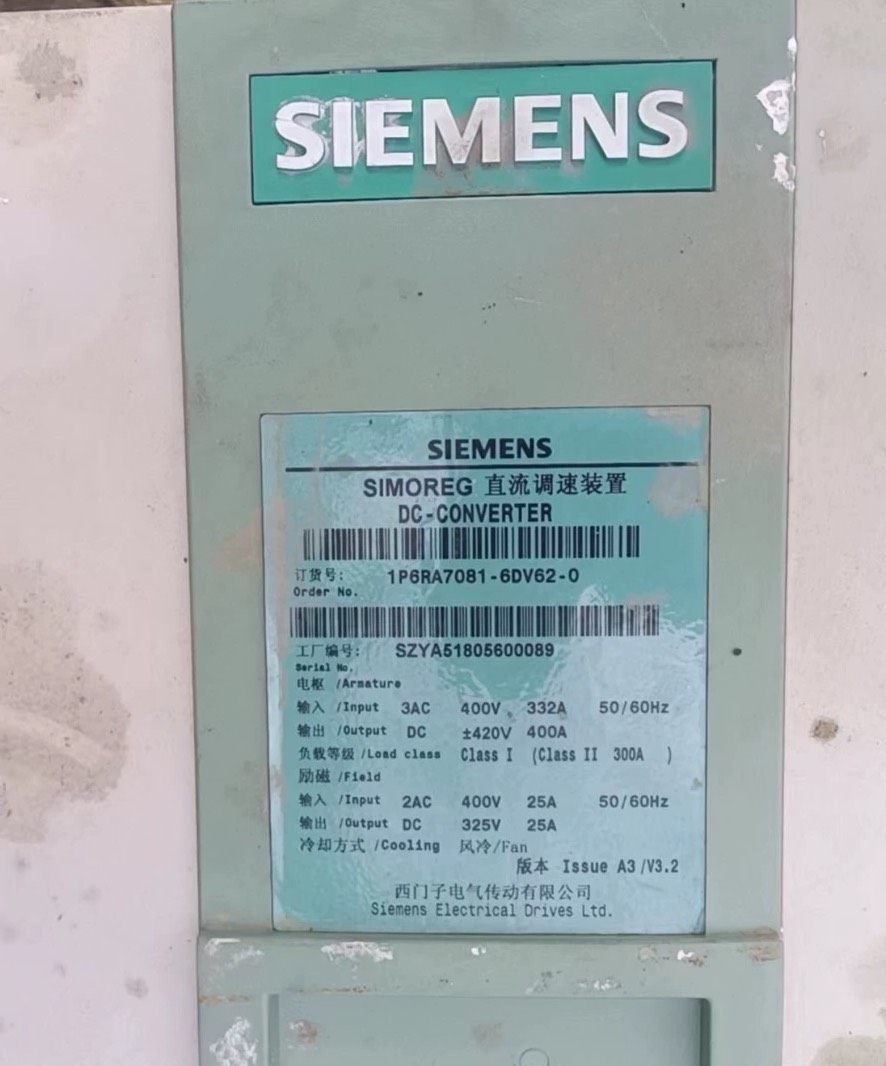 SIEMENS
SIEMENS
SIMOREG 直流调速装置
DC-CONVERTER
订货号: 1P6RA7081-6DV62-0
Order No.
工厂编号: SZYA51805600089
Serial No.
电枢 /Armature
输入 /Input 3AC 400V 332A 50/60Hz
输出 /Output DC ±420V 400A
负载等级 /Load class Class I (Class II 300A )
励磁 /Field
输入 /Input 2AC 400V 25A 50/60Hz
输出 /Output DC 325V 25A
冷却方式 /Cooling 风冷/Fan
版本 Issue A3 /V3.2
西门子电气传动有限公司
Siemens Electrical Drives Ltd.